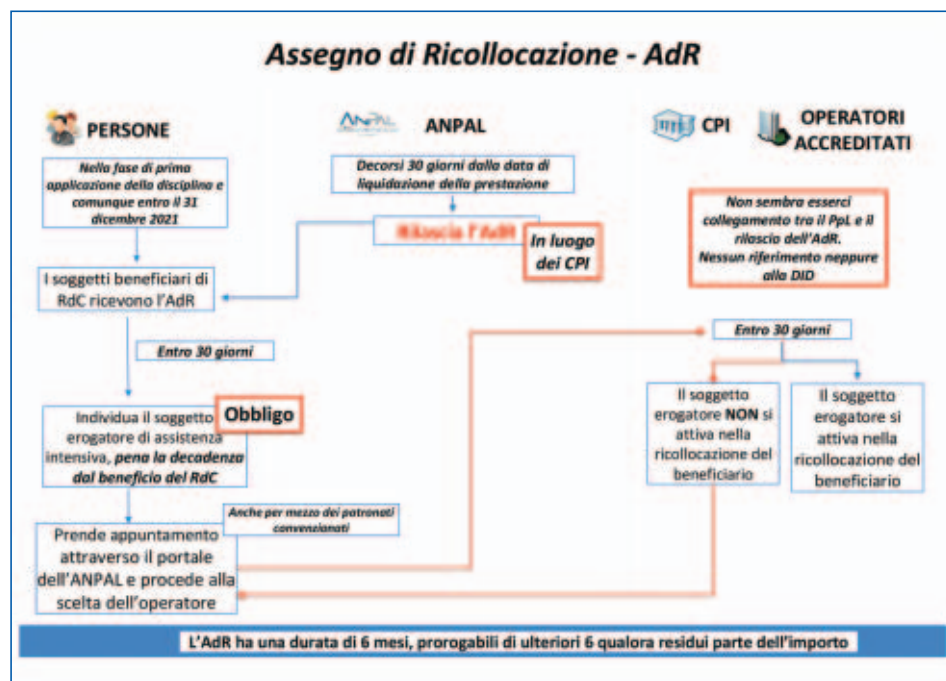 Assegno di Ricollocazione - AdR
PERSONE
Nella fase di prima
applicazione della disciplina e
comunque entro il 31
dicembre 2021
I soggetti beneficiari di
RdC ricevono l'AdR
Entro 30 giorni
Individua il soggetto
erogatore di assistenza
intensiva, pena la decadenza
dal beneficio del RdC
Obbligo
Anche per mezzo dei patronati
convenzionati
Prende appuntamento
attraverso il portale
dell'ANPAL e procede alla
scelta dell'operatore
ANPAL
ANPAL
Decorsi 30 giorni dalla data di
liquidazione della prestazione
Rilascia l'AdR
In luogo
dei CPI
CPI
OPERATORI
ACCREDITATI
Non sembra esserci
collegamento tra il PpL e il
rilascio dell'AdR.
Nessun riferimento neppure
alla DID
Entro 30 giorni
Il soggetto
erogatore NON si
attiva nella
ricollocazione del
beneficiario
Il soggetto
erogatore si
attiva nella
ricollocazione del
beneficiario
L'AdR ha una durata di 6 mesi, prorogabili di ulteriori 6 qualora residui parte dell'importo